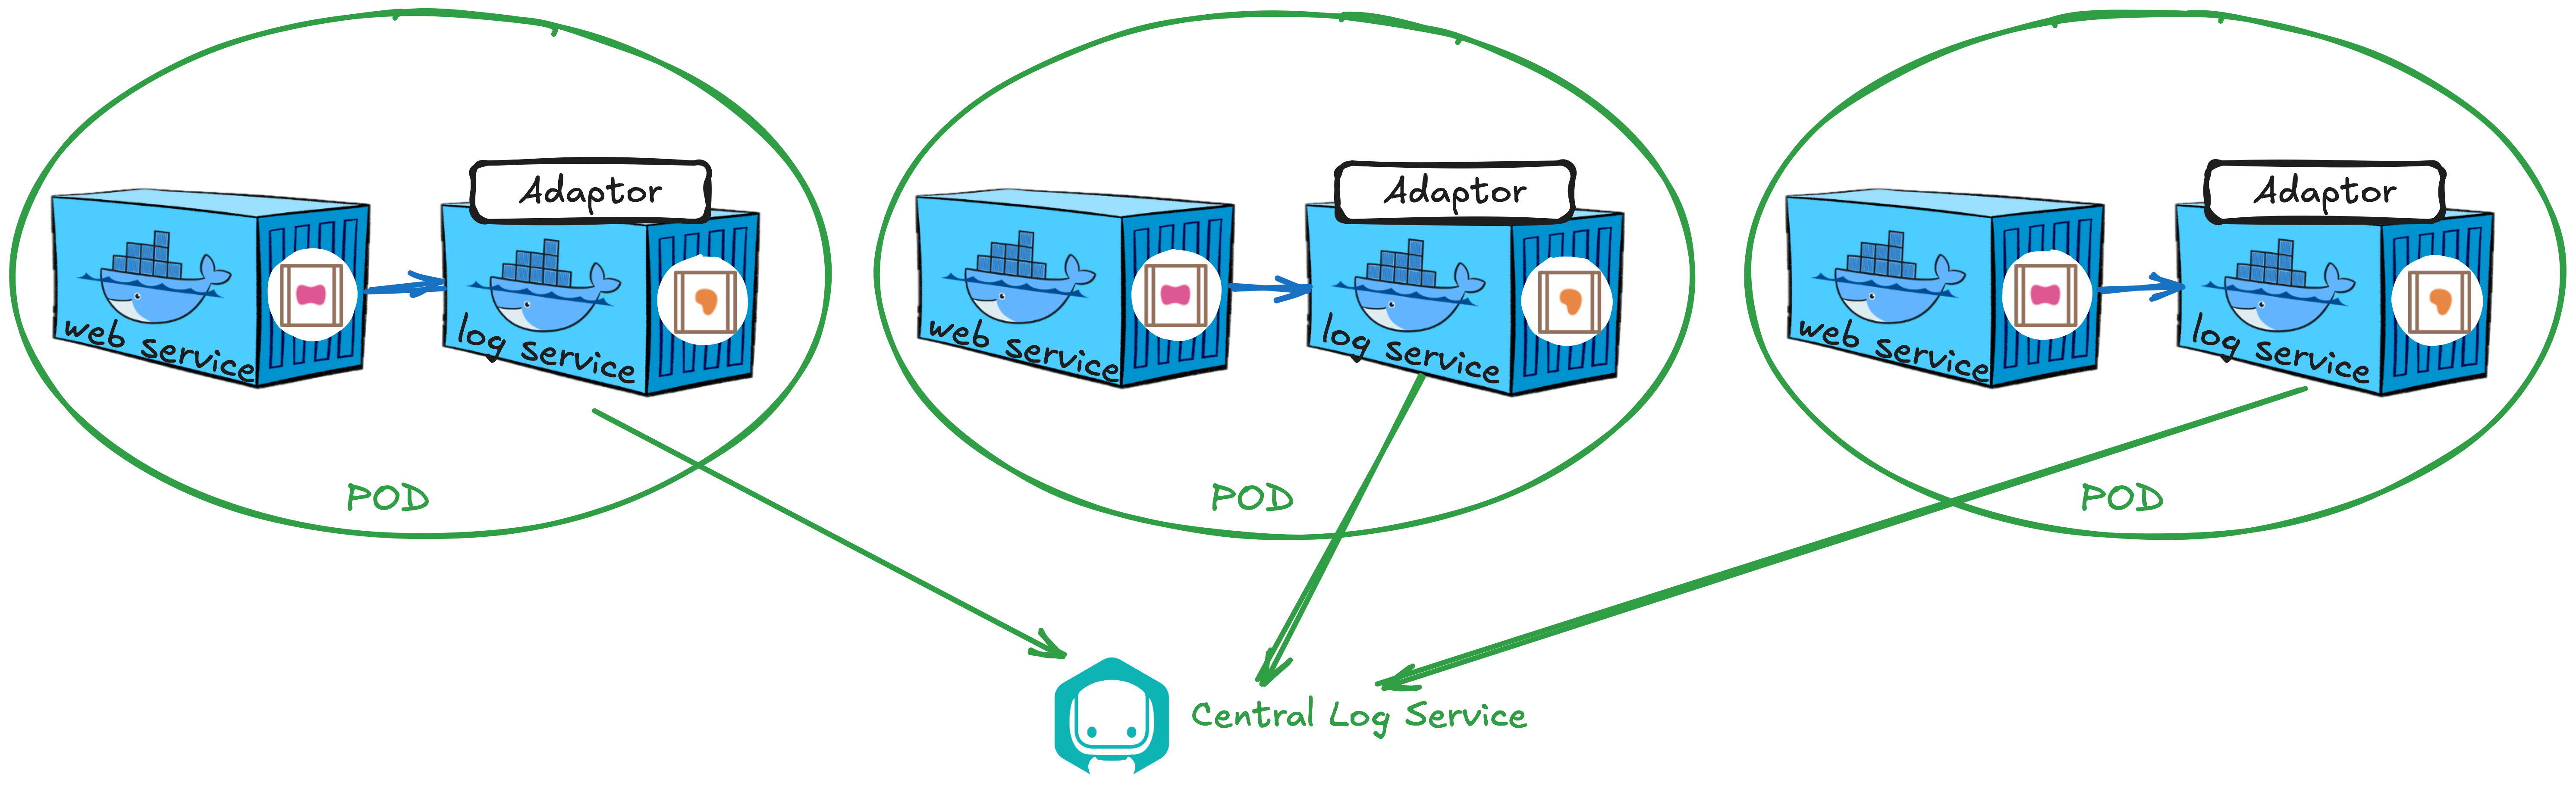 Adaptor
web service
log service
POD
Adaptor
web service
log service
POD
Adaptor
web service
log service
POD
Central Log Service